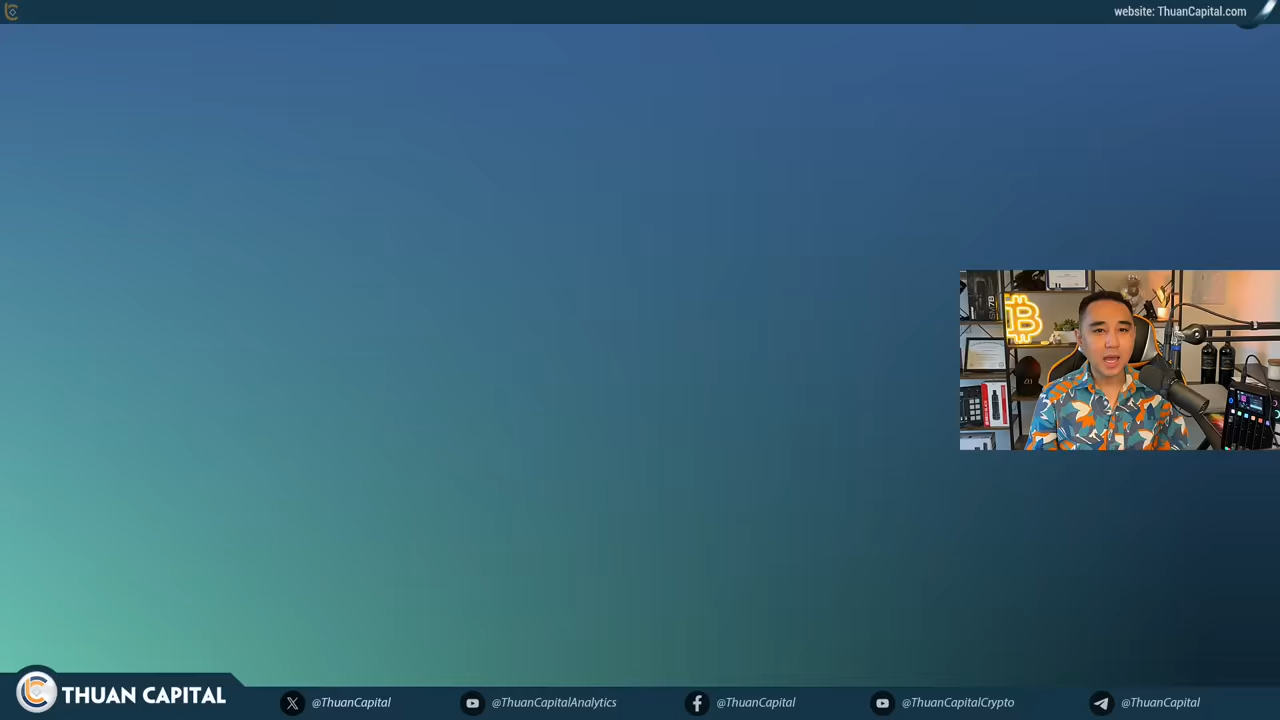 website: ThuanCapital.com
THUAN CAPITAL
@ThuanCapital
@ThuanCapitalAnalytics
@ThuanCapital
@ThuanCapitalCrypto
@ThuanCapital